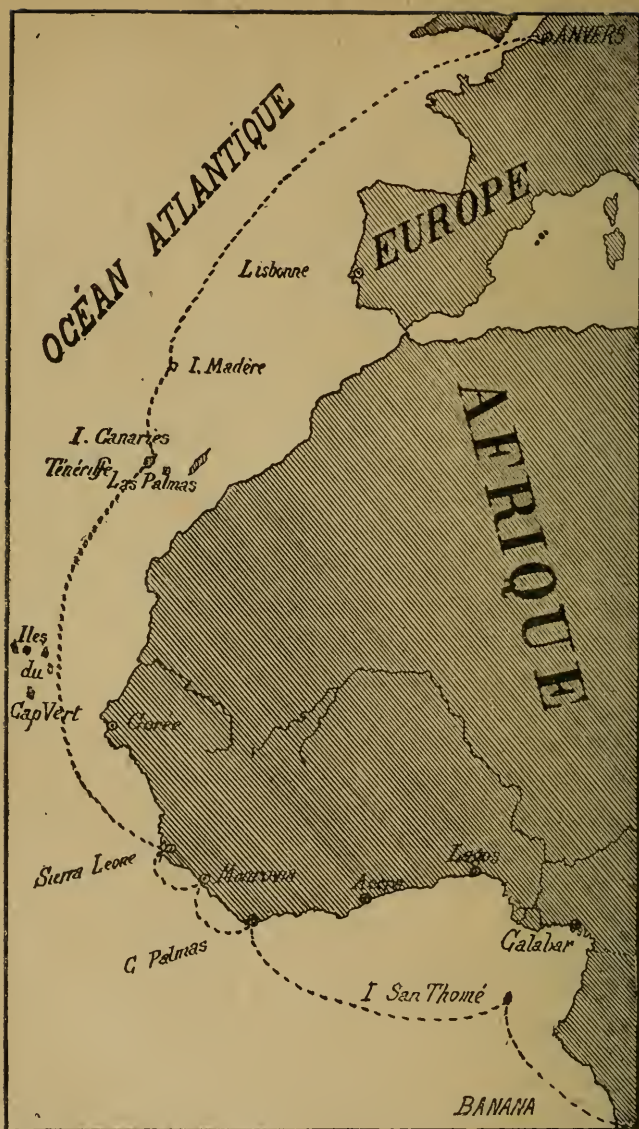 ANVERS
OCÉAN ATLANTIQUE
EUROPE
Lisbonne
I. Madère
AFRIQUE
I. Canaries
Ténériffe
Las Palmas
Iles
du
Cap Vert
Gorée
Sierra Leone
Monrovia
Accra
Lagos
C Palmas
Calabar
I San Thomé
BANANA